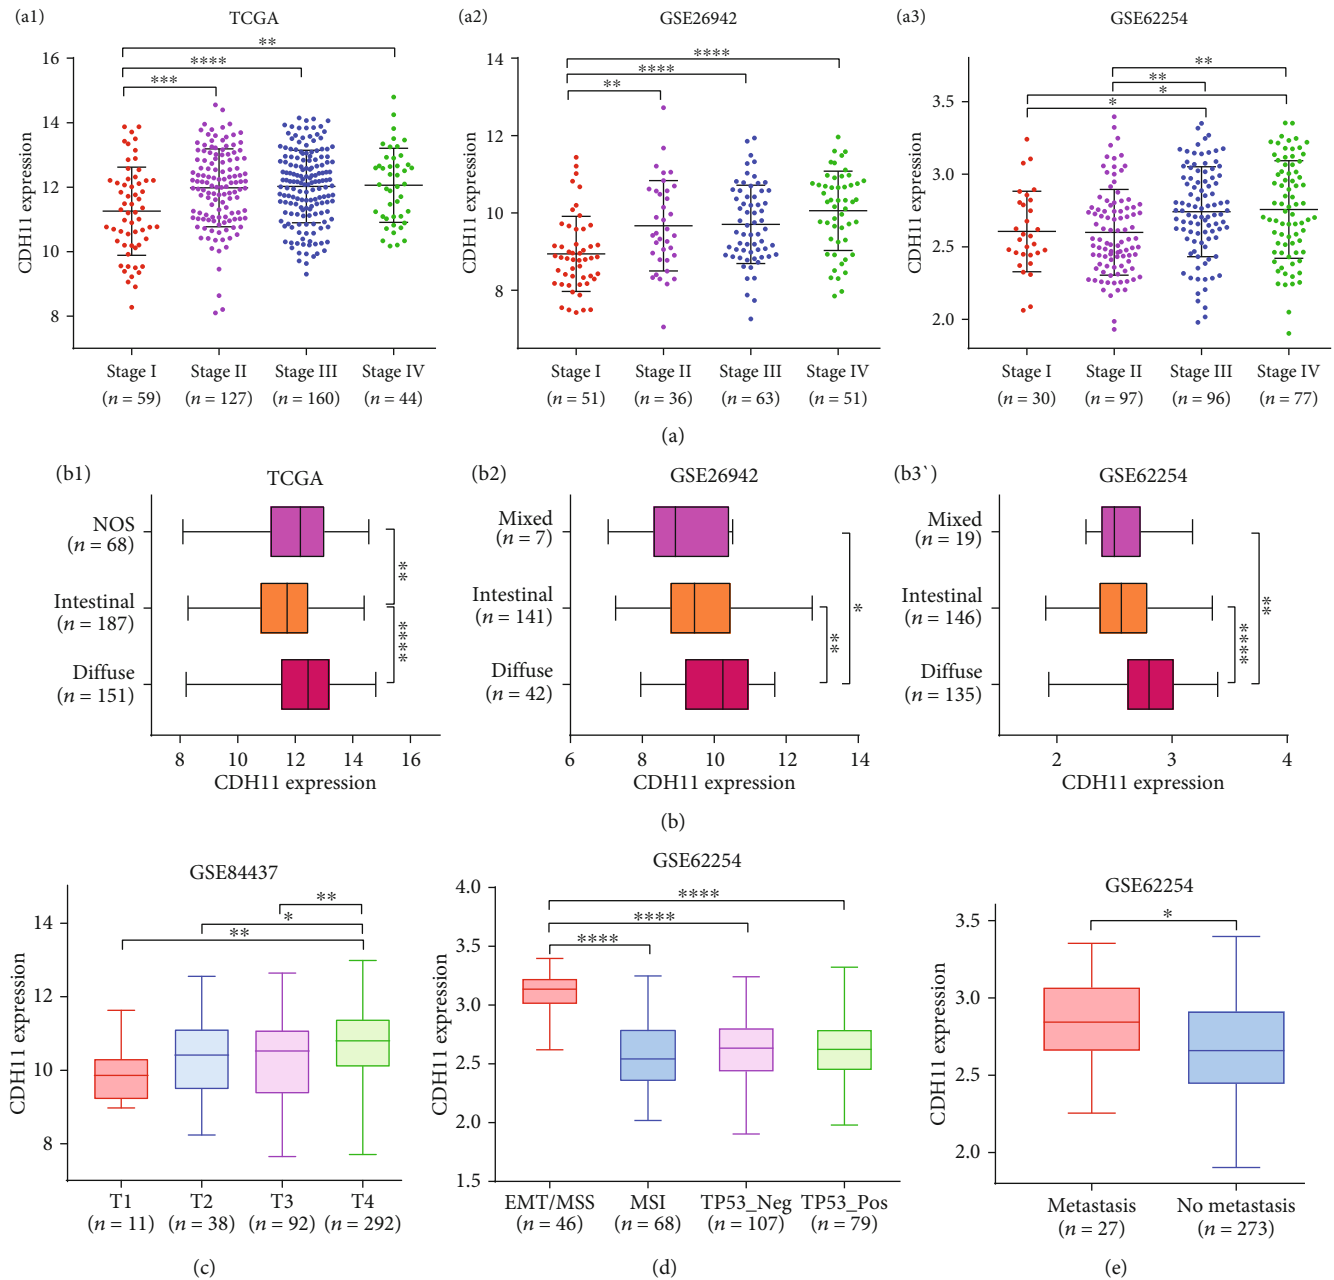 (a1) TCGA
CDH11 expression
16
14
12
10
8
** 
****
***
Stage I Stage II Stage III Stage IV
(n = 59) (n = 127) (n = 160) (n = 44)
(a2) GSE26942
CDH11 expression
14
12
10
8
****
****
**
Stage I Stage II Stage III Stage IV
(n = 51) (n = 36) (n = 63) (n = 51)
(a3) GSE62254
CDH11 expression
3.5
3.0
2.5
2.0
**
**
*
*
Stage I Stage II Stage III Stage IV
(n = 30) (n = 97) (n = 96) (n = 77)
(a)
(b1) TCGA
NOS
(n = 68)
Intestinal
(n = 187)
Diffuse
(n = 151)
**
****
8 10 12 14 16
CDH11 expression
(b2) GSE26942
Mixed
(n = 7)
Intestinal
(n = 141)
Diffuse
(n = 42)
*
**
6 8 10 12 14
CDH11 expression
(b3`) GSE62254
Mixed
(n = 19)
Intestinal
(n = 146)
Diffuse
(n = 135)
**
****
2 3 4
CDH11 expression
(b)
GSE84437
CDH11 expression
14
12
10
8
**
*
**
T1 T2 T3 T4
(n = 11) (n = 38) (n = 92) (n = 292)
(c)
GSE62254
CDH11 expression
4.0
3.5
3.0
2.5
2.0
1.5
****
****
****
EMT/MSS MSI TP53_Neg TP53_Pos
(n = 46) (n = 68) (n = 107) (n = 79)
(d)
GSE62254
CDH11 expression
3.5
3.0
2.5
2.0
*
Metastasis No metastasis
(n = 27) (n = 273)
(e)